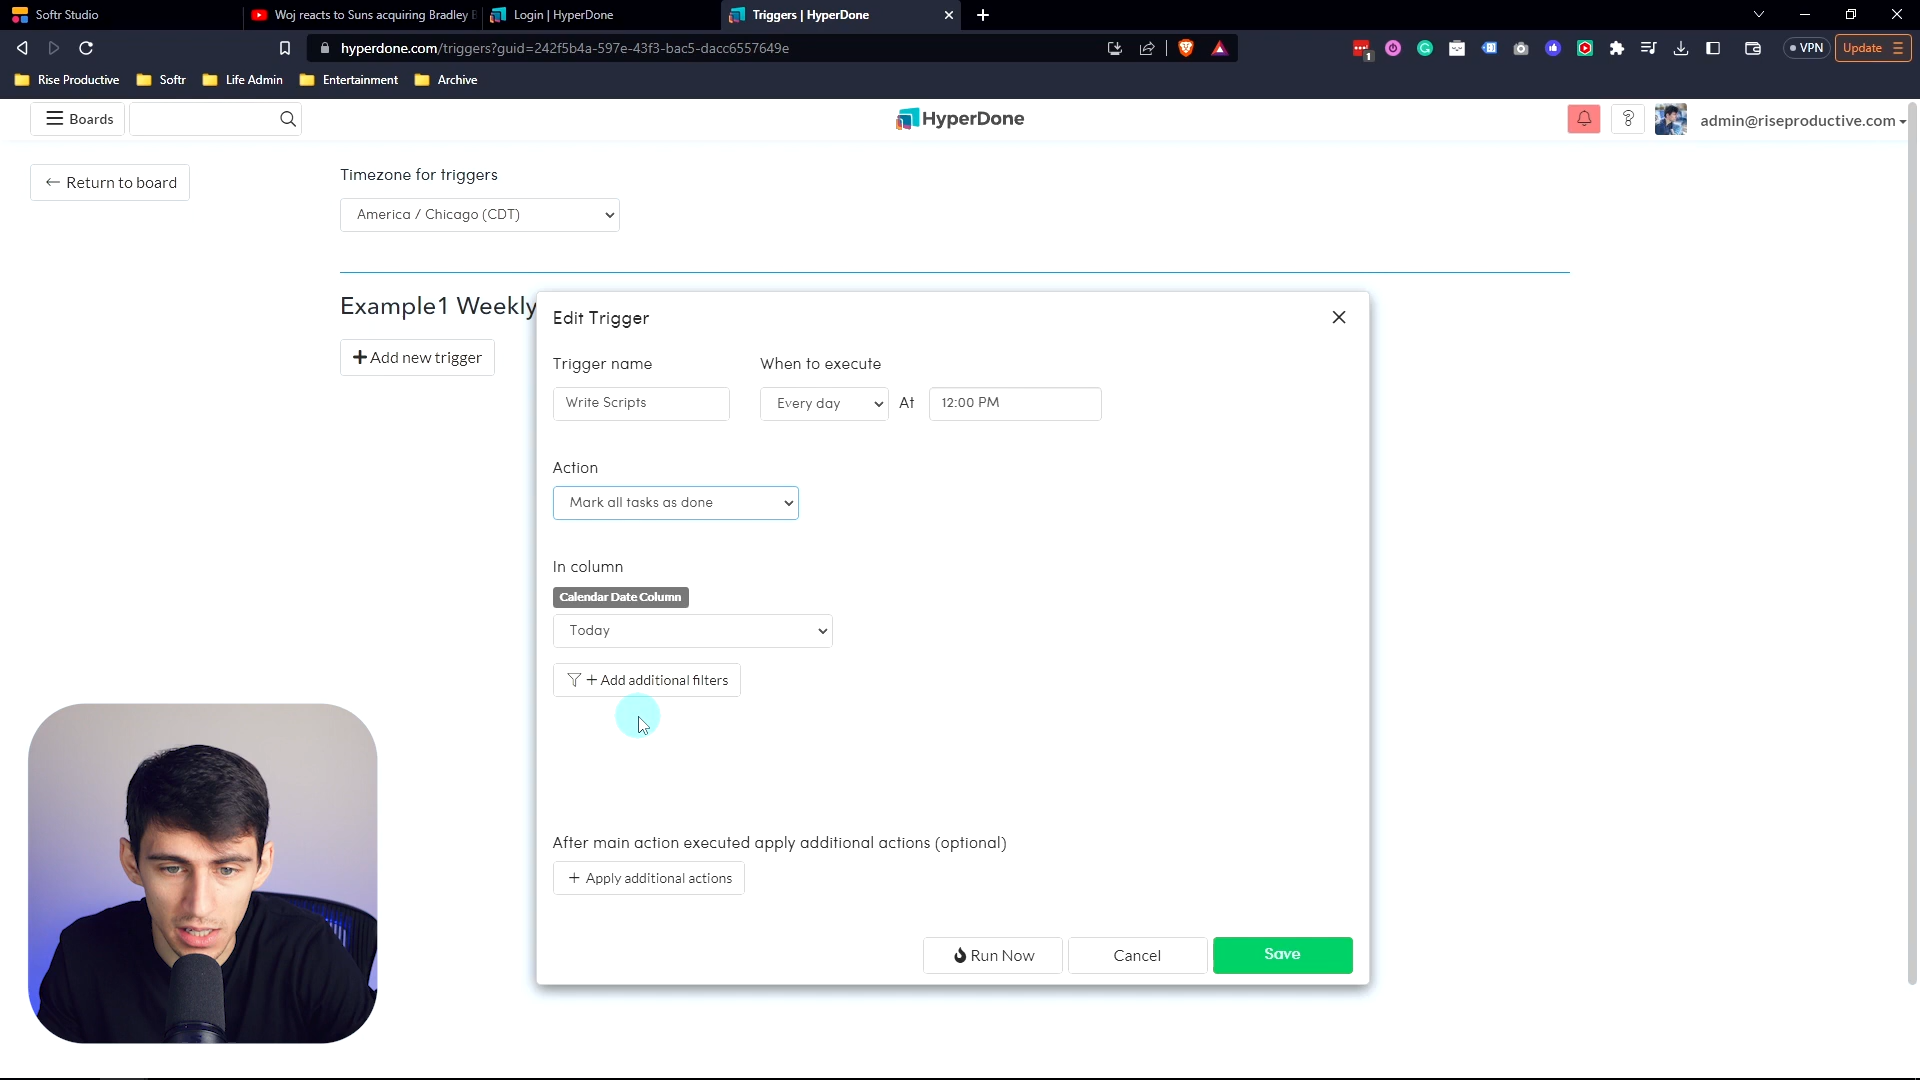 Softr Studio
Woj reacts to Suns acquiring Bradley
Login | HyperDone
Triggers | HyperDone
hyperdone.com/triggers?guid=242f5b4a-597e-43f3-bac5-dacc6557649e
1
VPN
Update
Rise Productive
Softr
Life Admin
Entertainment
Archive
Boards
HyperDone
?
admin@riseproductive.com
← Return to board
Timezone for triggers
America / Chicago (CDT)
Example1 Weekly
+ Add new trigger
Edit Trigger
Trigger name
When to execute
Write Scripts
Every day
At
12:00 PM
Action
Mark all tasks as done
In column
Calendar Date Column
Today
+ Add additional filters
After main action executed apply additional actions (optional)
+ Apply additional actions
Run Now
Cancel
Save